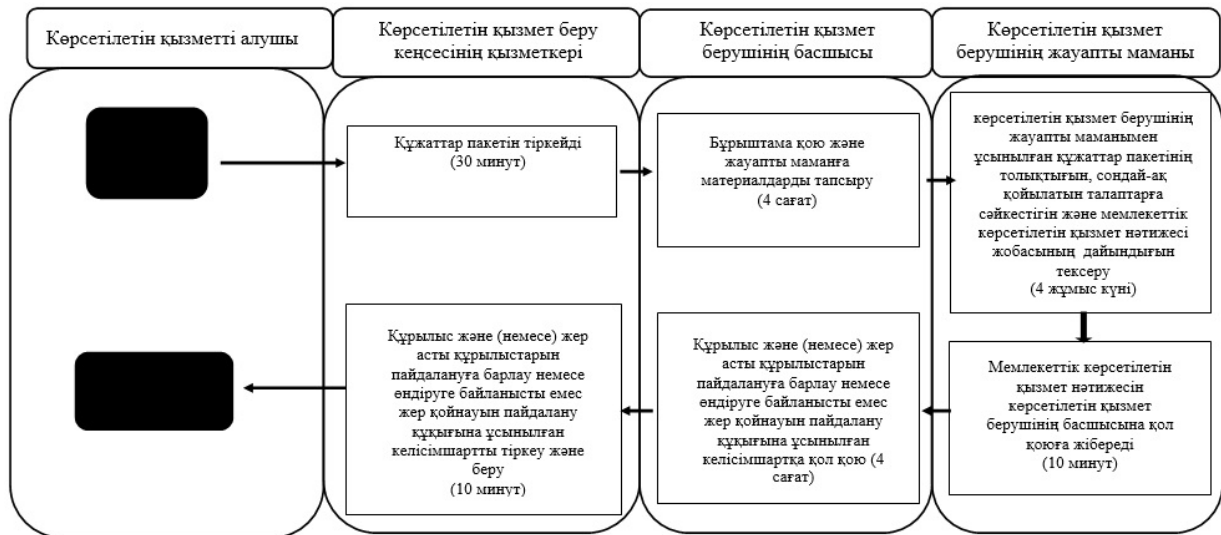 Көрсетілетін қызметті алушы
Көрсетілетін қызмет беру
кеңсесінің қызметкері
Көрсетілетін қызмет
берушінің басшысы
Көрсетілетін қызмет
берушінің жауапты маманы
Құжаттар пакетін тіркейді
(30 минут)
Бұрыштама қою және
жауапты маманға
материалдарды тапсыру
(4 сағат)
көрсетілетін қызмет берушінің
жауапты маманымен
ұсынылған құжаттар пакетінің
толықтығын, сондай-ақ
қойылатын талаптарға
сәйкестігін және мемлекеттік
көрсетілетін қызмет нәтижесі
жобасының дайындығын
тексеру
(4 жұмыс күні)
Құрылыс және (немесе) жер
асты құрылыстарын
пайдалануға барлау немесе
өндіруге байланысты емес
жер қойнауын пайдалану
құқығына ұсынылған
келісімшартты тіркеу және
беру
(10 минут)
Құрылыс және (немесе) жер
асты құрылыстарын
пайдалануға барлау немесе
өндіруге байланысты емес
жер қойнауын пайдалану
құқығына ұсынылған
келісімшартқа қол қою (4
сағат)
Мемлекеттік көрсетілетін
қызмет нәтижесін
көрсетілетін қызмет
берушінің басшысына қол
қоюға жібереді
(10 минут)